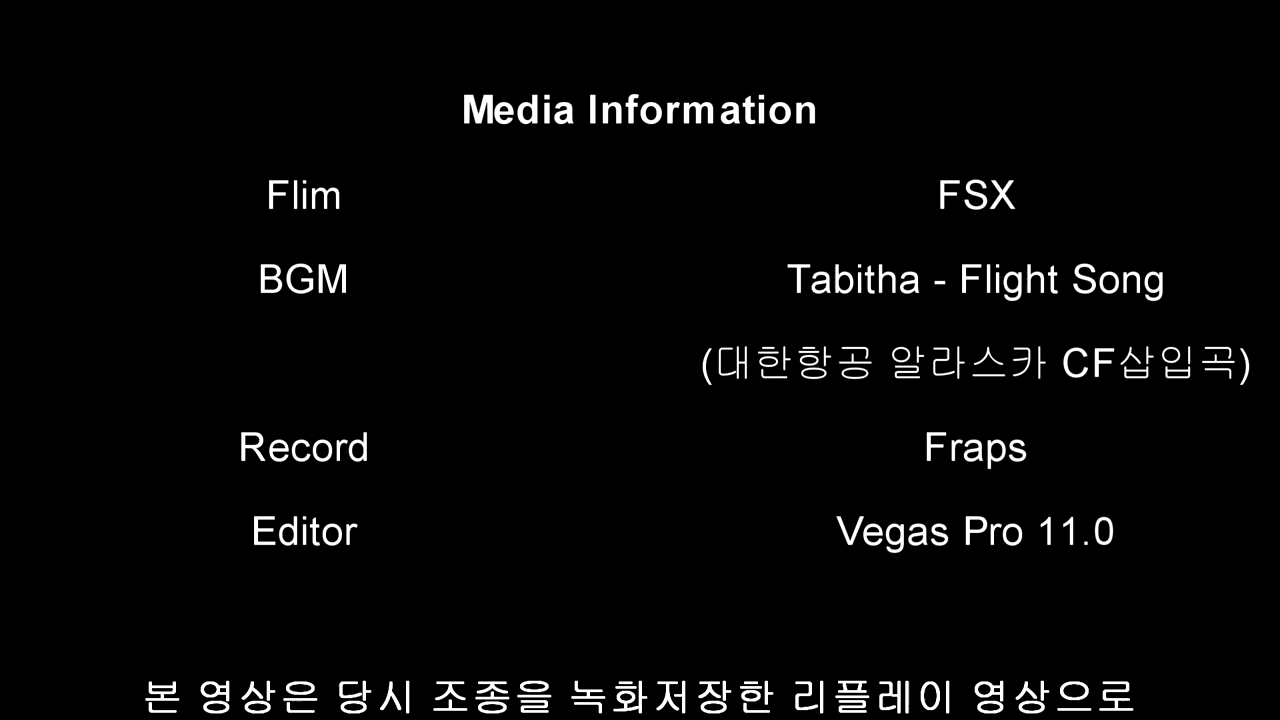 Media Information
Flim FSX
BGM Tabitha - Flight Song
(대한항공 알라스카 CF삽입곡)
Record Fraps
Editor Vegas Pro 11.0
본 영상은 당시 조종을 녹화저장한 리플레이 영상으로